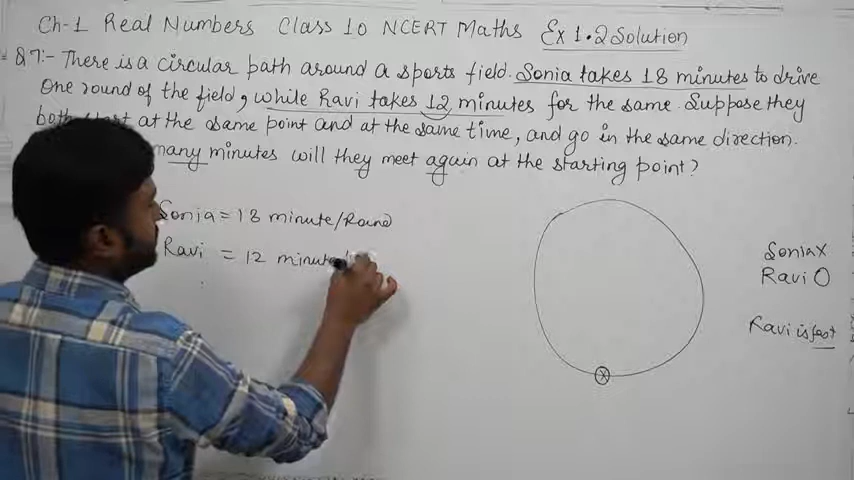 Ch-1 Real Numbers Class 10 NCERT Maths Ex 1.2 Solution
Q7:- There is a circular path around a sports field. Sonia takes 18 minutes to drive
One round of the field, while Ravi takes 12 minutes for the same. Suppose they
both start at the same point and at the same time, and go in the same direction.
many minutes will they meet again at the starting point?
Sonia = 18 minute/Round
Ravi = 12 minute
Sonia X
Ravi O
Ravi is fast